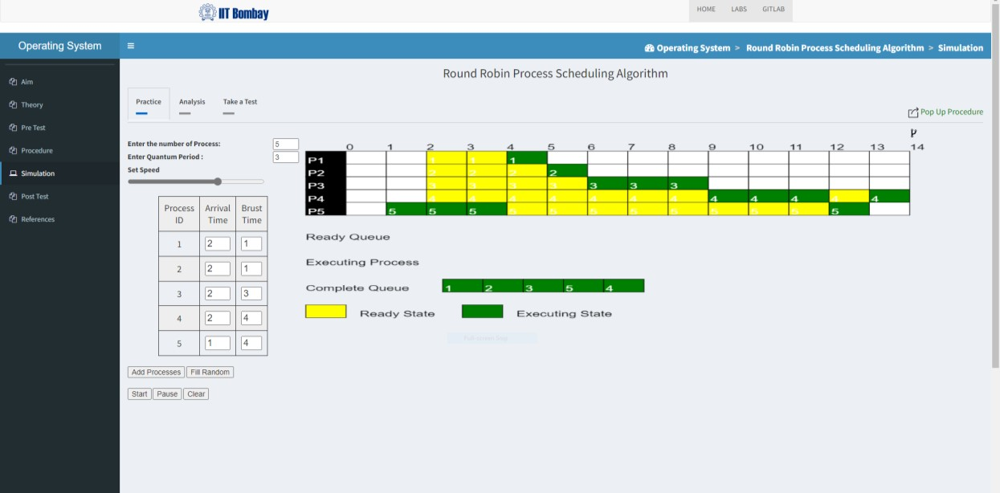 IIT Bombay
HOME LABS GITLAB
Operating System
Operating System > Round Robin Process Scheduling Algorithm > Simulation
Aim
Theory
Pre Test
Procedure
Simulation
Post Test
References
Round Robin Process Scheduling Algorithm
Practice Analysis Take a Test
Pop Up Procedure
Enter the number of Process: 5
Enter Quantum Period : 3
Set Speed
Process ID Arrival Time Brust Time
1 2 1
2 2 1
3 2 3
4 2 4
5 1 4
Add Processes Fill Random
Start Pause Clear
0 1 2 3 4 5 6 7 8 9 10 11 12 13 14
P1 1 1 1
P2 2 2 2 2
P3 3 3 3 3 3 3 3
P4 4 4 4 4 4 4 4 4 4 4 4 4
P5 5 5 5 5 5 5 5 5 5 5 5 5
Ready Queue
Executing Process
Complete Queue 1 2 3 5 4
Ready State Executing State